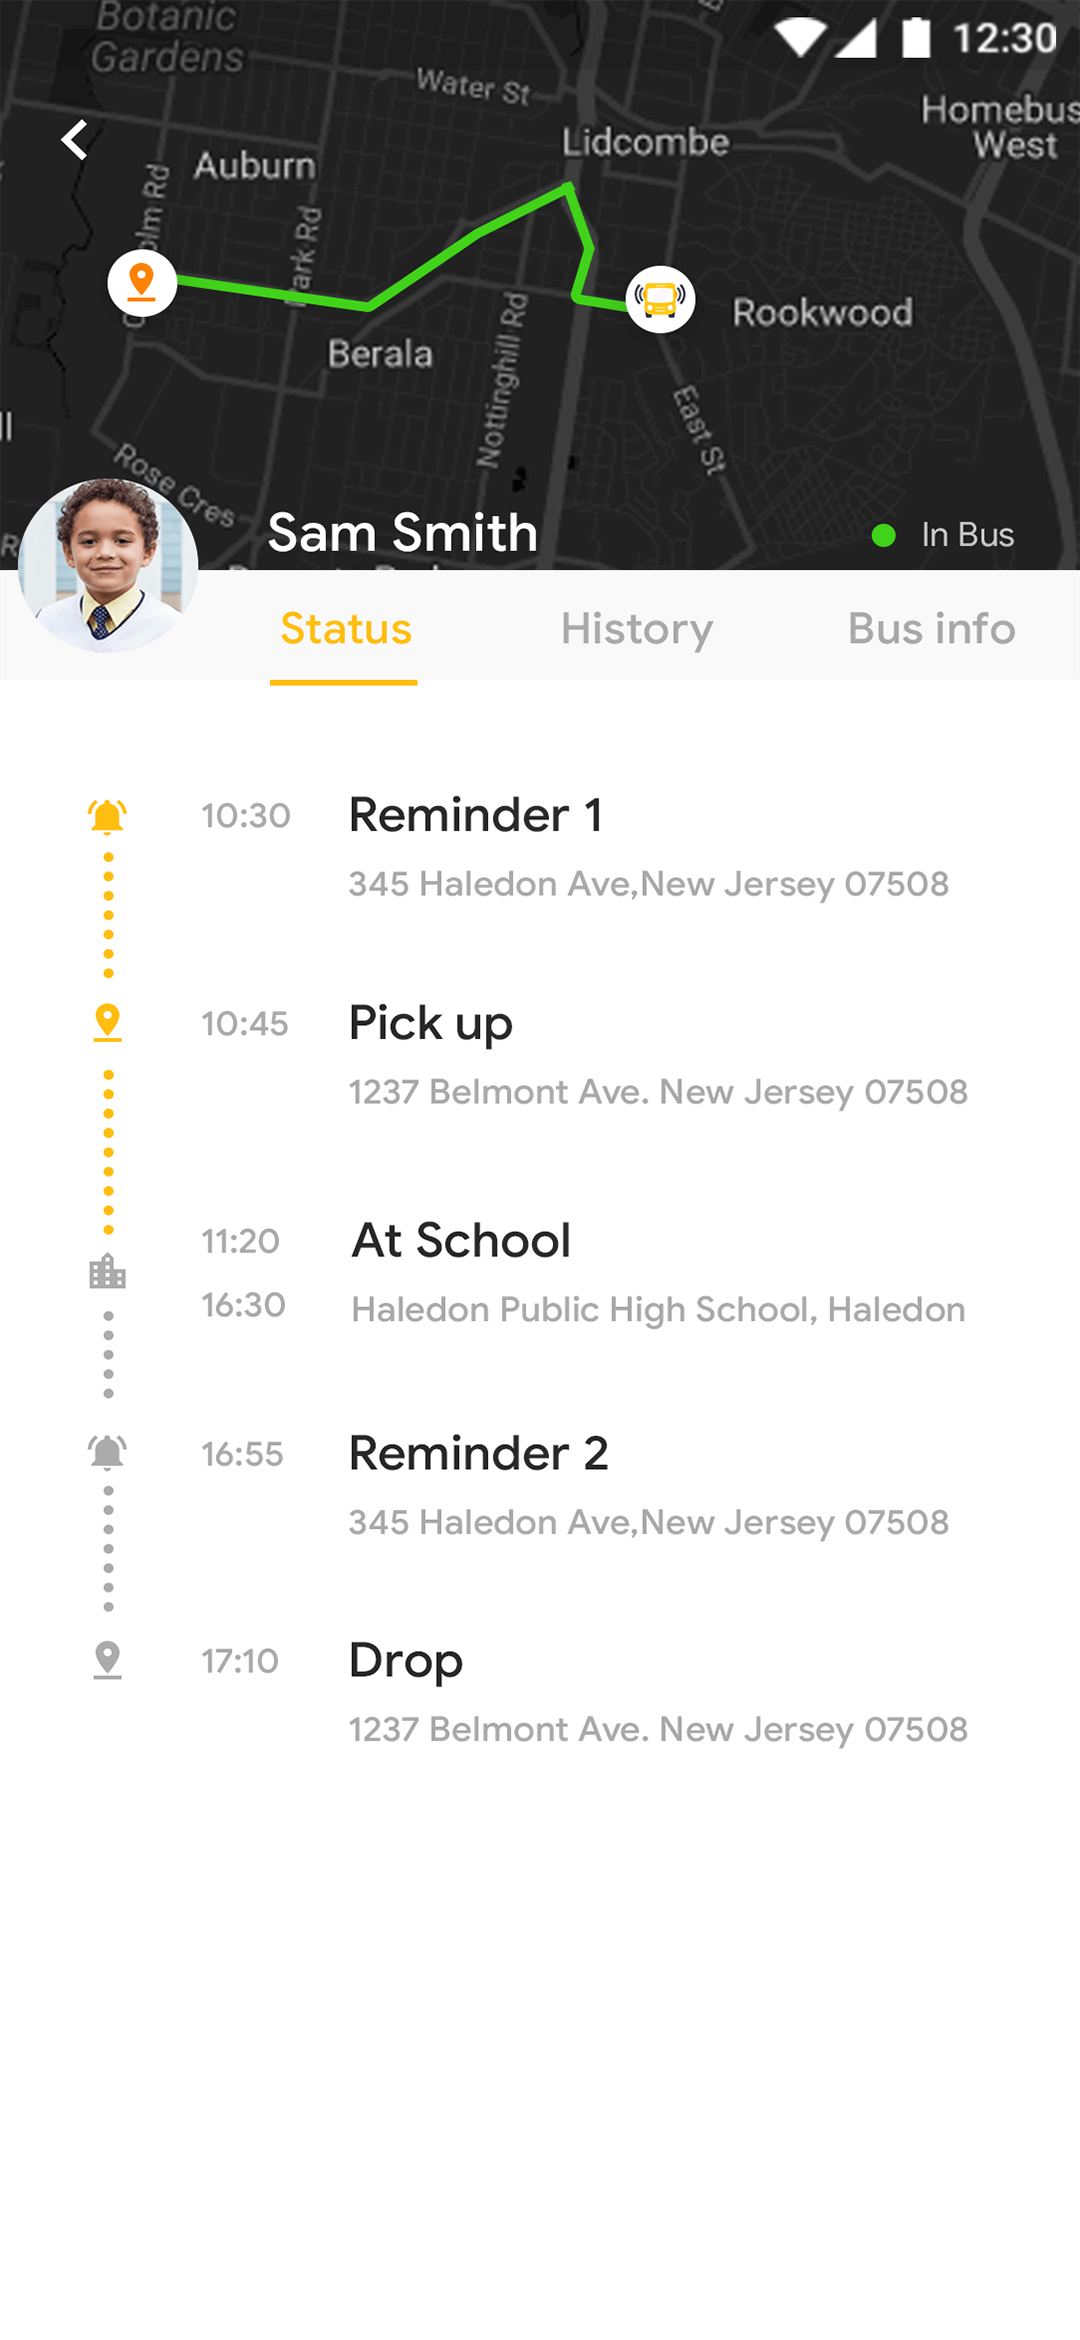 Botanic
Gardens
12:30
Water St
Homebus
West
Lidcombe
Auburn
olm Rd
Park Rd
Rookwood
Berala
Nottinghill Rd
East St
Rose Cres
Sam Smith
In Bus
Status
History
Bus info
10:30
Reminder 1
345 Haledon Ave,New Jersey 07508
10:45
Pick up
1237 Belmont Ave. New Jersey 07508
11:20
At School
16:30
Haledon Public High School, Haledon
16:55
Reminder 2
345 Haledon Ave,New Jersey 07508
17:10
Drop
1237 Belmont Ave. New Jersey 07508